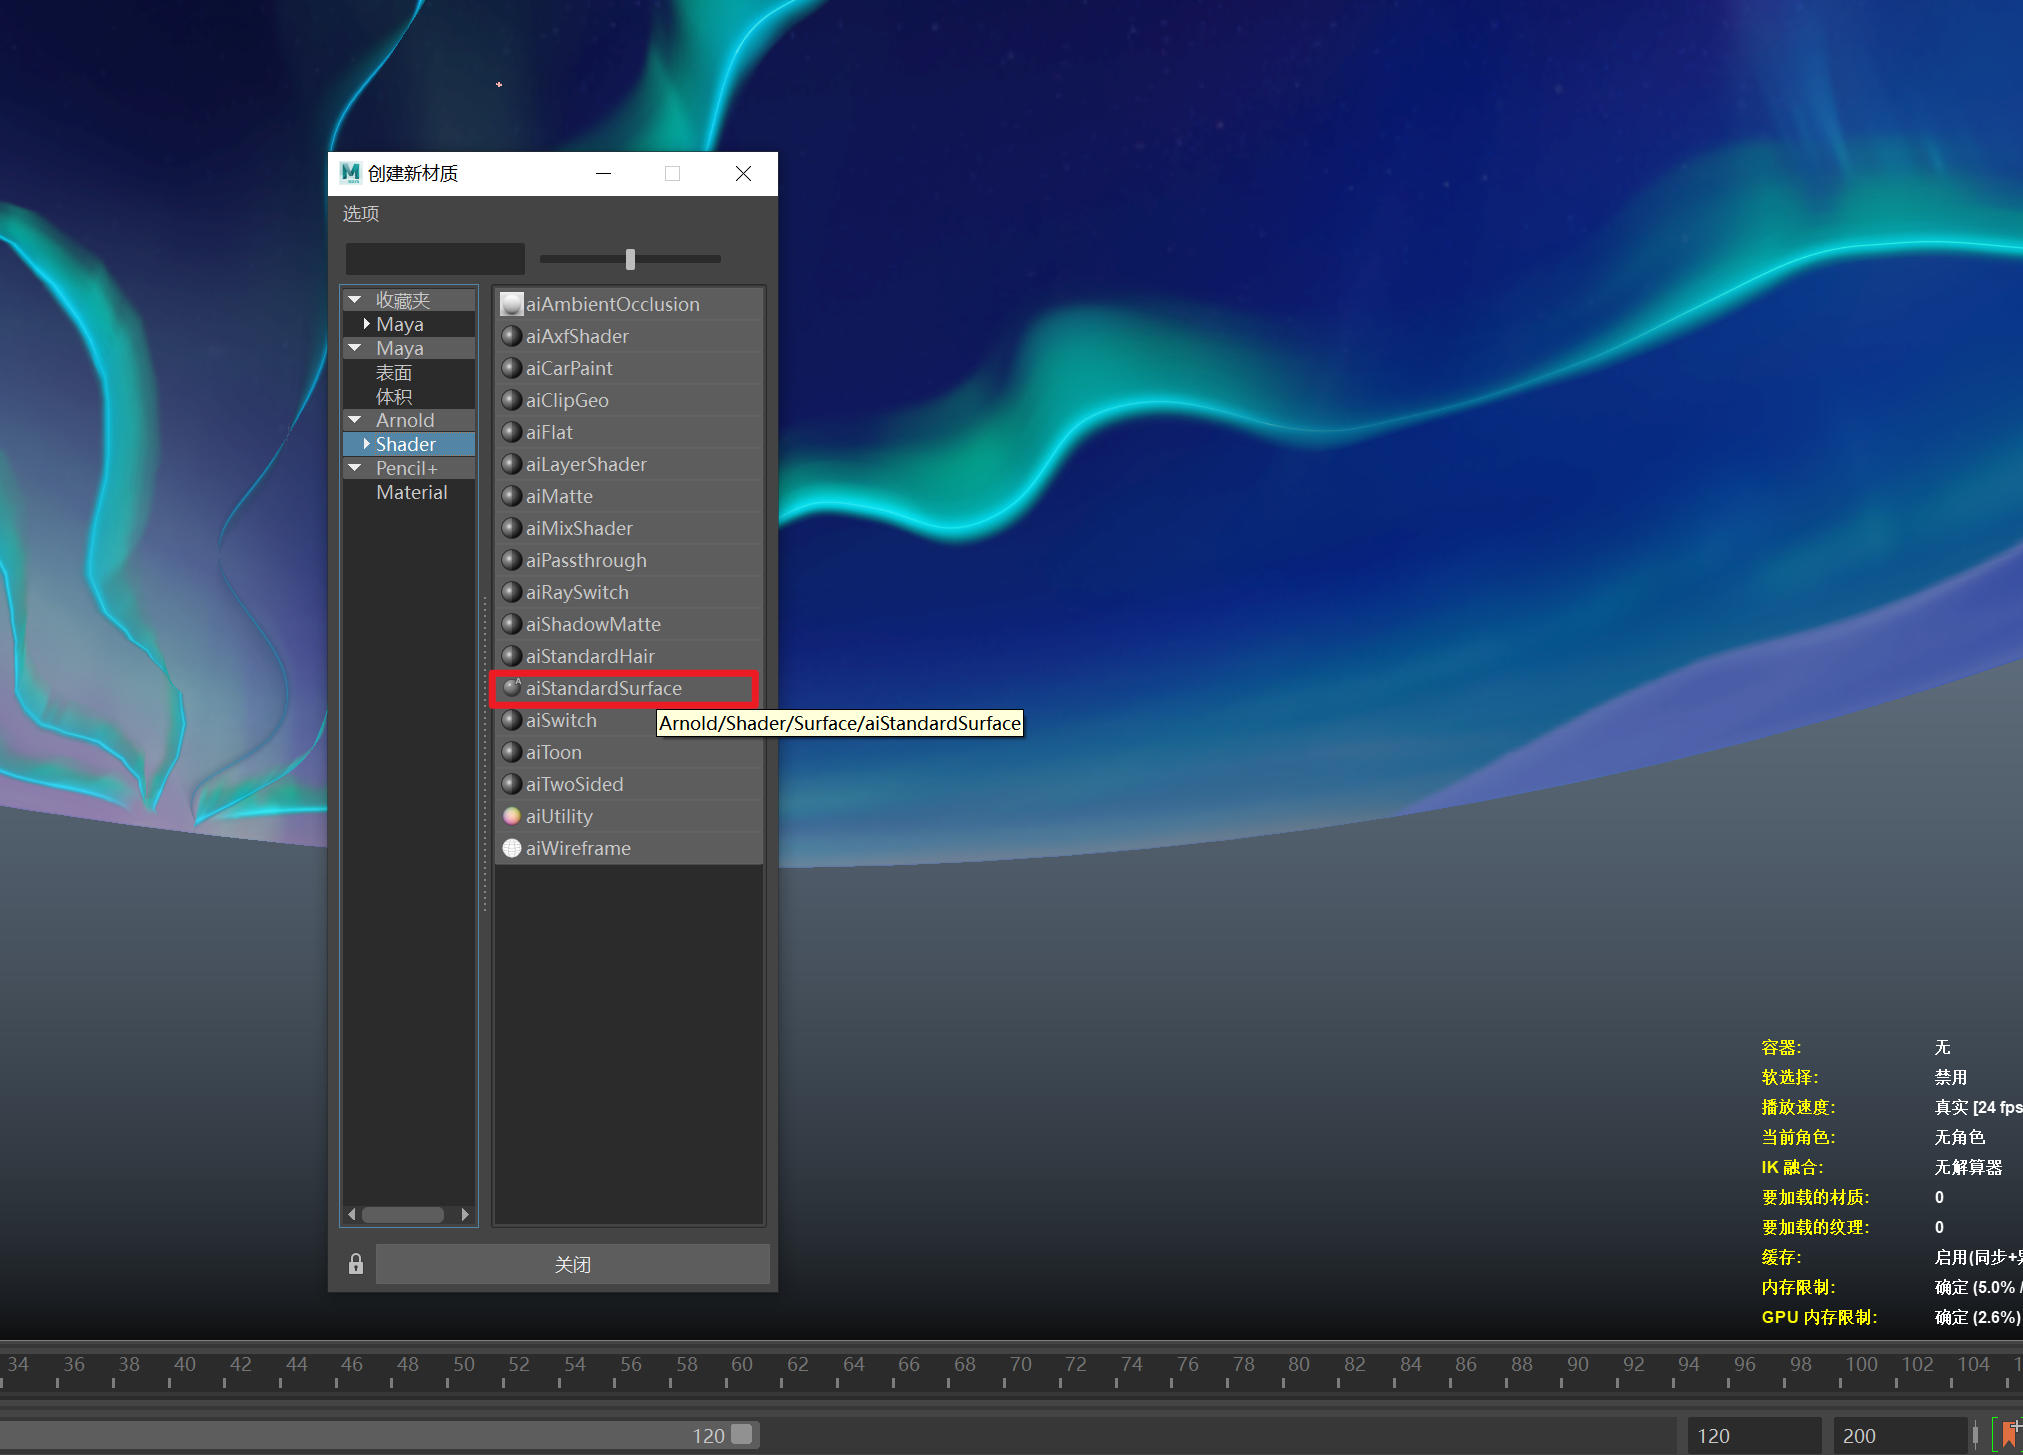 创建新材质
选项
收藏夹
Maya
Maya
表面
体积
Arnold
Shader
Pencil+
Material
aiAmbientOcclusion
aiAxfShader
aiCarPaint
aiClipGeo
aiFlat
aiLayerShader
aiMatte
aiMixShader
aiPassthrough
aiRaySwitch
aiShadowMatte
aiStandardHair
aiStandardSurface
aiSwitch
Arnold/Shader/Surface/aiStandardSurface
aiToon
aiTwoSided
aiUtility
aiWireframe
关闭
容器: 无
软选择: 禁用
播放速度: 真实 [24 fps
当前角色: 无角色
IK 融合: 无解算器
要加载的材质: 0
要加载的纹理: 0
缓存: 启用(同步+
内存限制: 确定 (5.0% /
GPU 内存限制: 确定 (2.6%)
34 36 38 40 42 44 46 48 50 52 54 56 58 60 62 64 66 68 70 72 74 76 78 80 82 84 86 88 90 92 94 96 98 100 102 104
120 120 200